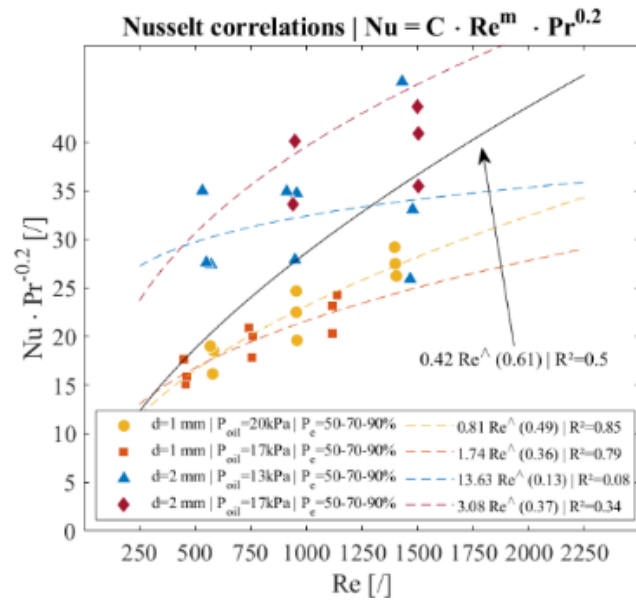 Nusselt correlations | Nu = C · Re^m · Pr^0.2
Nu · Pr^-0.2 [/]
40
35
30
25
20
15
10
5
0
0.42 Re^ (0.61) | R²=0.5
d=1 mm | P_oil=20kPa | P_e=50-70-90%
d=1 mm | P_oil=17kPa | P_e=50-70-90%
d=2 mm | P_oil=13kPa | P_e=50-70-90%
d=2 mm | P_oil=17kPa | P_e=50-70-90%
0.81 Re^ (0.49) | R²=0.85
1.74 Re^ (0.36) | R²=0.79
13.63 Re^ (0.13) | R²=0.08
3.08 Re^ (0.37) | R²=0.34
250 500 750 1000 1250 1500 1750 2000 2250
Re [/]